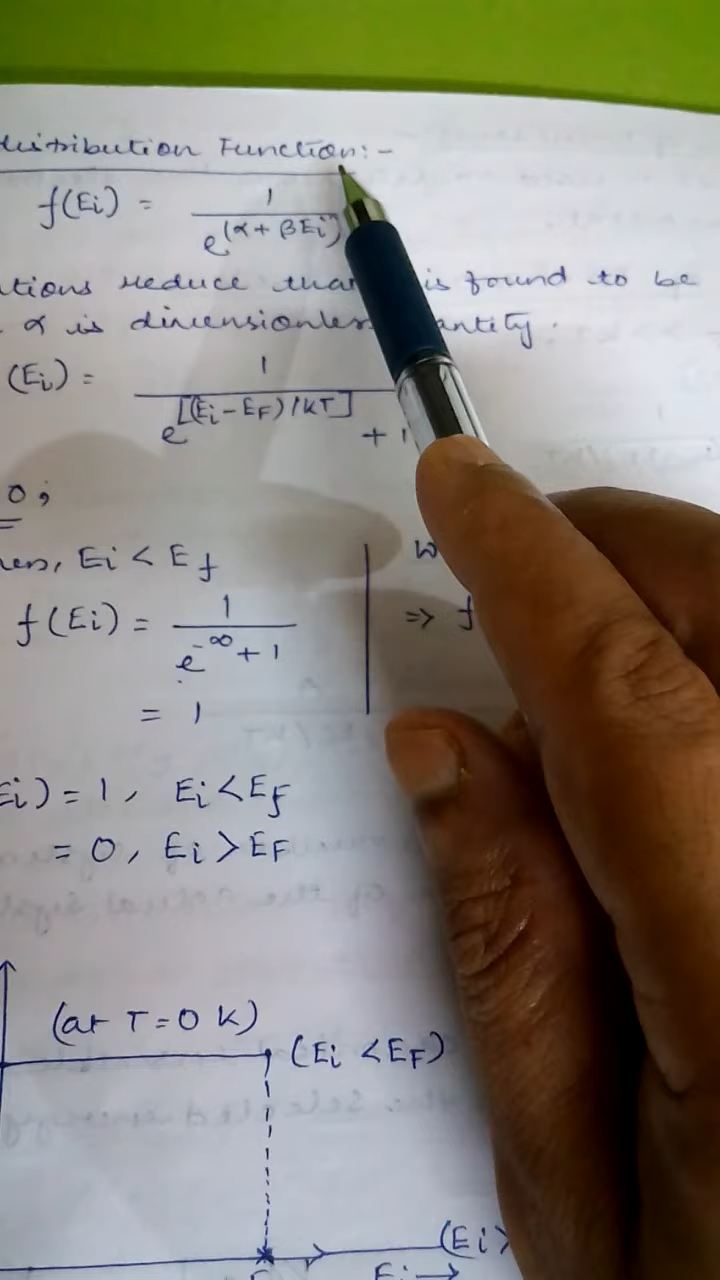 distribution Function:-
f(Ei) = 1 / e^(α + βEi)
reduce is found to be
α is dimensionless
(Ei) = 1 / e^[(Ei-EF)/kT] + 1
0;
Ei < Ef
f(Ei) = 1 / e^-∞ + 1
⇒ f
= 1
Ei) = 1, Ei < Ef
= 0, Ei > EF
(at T=0 K)
(Ei < EF)
(Ei >
Ei →